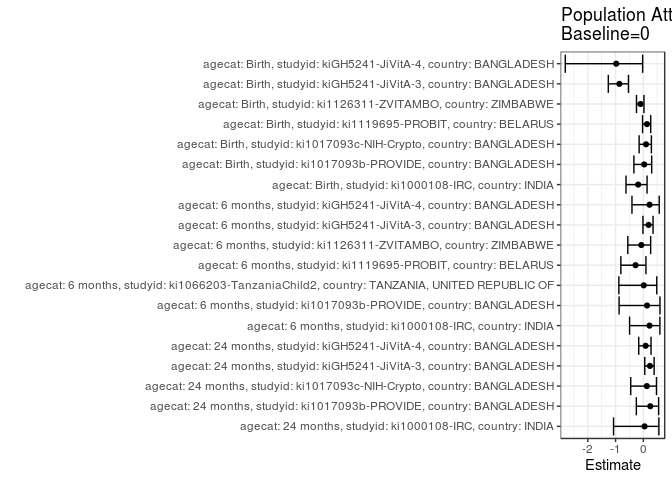 Population Att
Baseline=0
agecat: Birth, studyid: kiGH5241-JiVitA-4, country: BANGLADESH
agecat: Birth, studyid: kiGH5241-JiVitA-3, country: BANGLADESH
agecat: Birth, studyid: ki1126311-ZVITAMBO, country: ZIMBABWE
agecat: Birth, studyid: ki1119695-PROBIT, country: BELARUS
agecat: Birth, studyid: ki1017093c-NIH-Crypto, country: BANGLADESH
agecat: Birth, studyid: ki1017093b-PROVIDE, country: BANGLADESH
agecat: Birth, studyid: ki1000108-IRC, country: INDIA
agecat: 6 months, studyid: kiGH5241-JiVitA-4, country: BANGLADESH
agecat: 6 months, studyid: kiGH5241-JiVitA-3, country: BANGLADESH
agecat: 6 months, studyid: ki1126311-ZVITAMBO, country: ZIMBABWE
agecat: 6 months, studyid: ki1119695-PROBIT, country: BELARUS
agecat: 6 months, studyid: ki1066203-TanzaniaChild2, country: TANZANIA, UNITED REPUBLIC OF
agecat: 6 months, studyid: ki1017093b-PROVIDE, country: BANGLADESH
agecat: 6 months, studyid: ki1000108-IRC, country: INDIA
agecat: 24 months, studyid: kiGH5241-JiVitA-4, country: BANGLADESH
agecat: 24 months, studyid: kiGH5241-JiVitA-3, country: BANGLADESH
agecat: 24 months, studyid: ki1017093c-NIH-Crypto, country: BANGLADESH
agecat: 24 months, studyid: ki1017093b-PROVIDE, country: BANGLADESH
agecat: 24 months, studyid: ki1000108-IRC, country: INDIA
-2 -1 0
Estimate